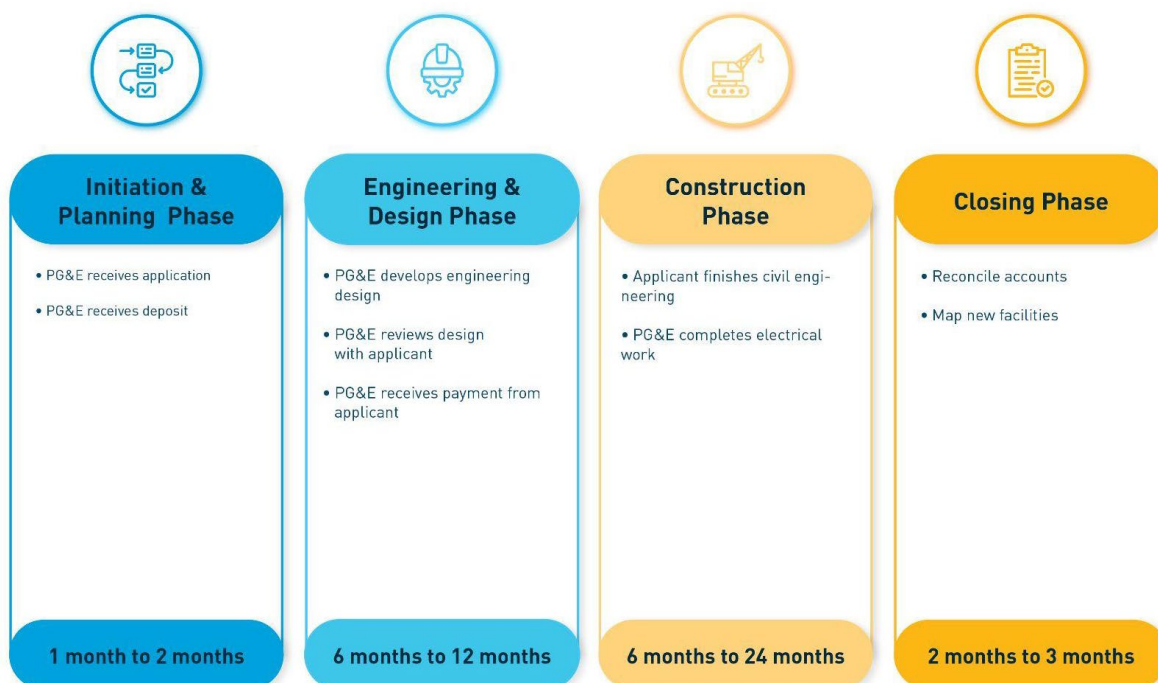 Initiation &
Planning Phase
• PG&E receives application
• PG&E receives deposit
1 month to 2 months
Engineering &
Design Phase
• PG&E develops engineering
design
• PG&E reviews design
with applicant
• PG&E receives payment from
applicant
6 months to 12 months
Construction
Phase
• Applicant finishes civil engi-
neering
• PG&E completes electrical
work
6 months to 24 months
Closing Phase
• Reconcile accounts
• Map new facilities
2 months to 3 months